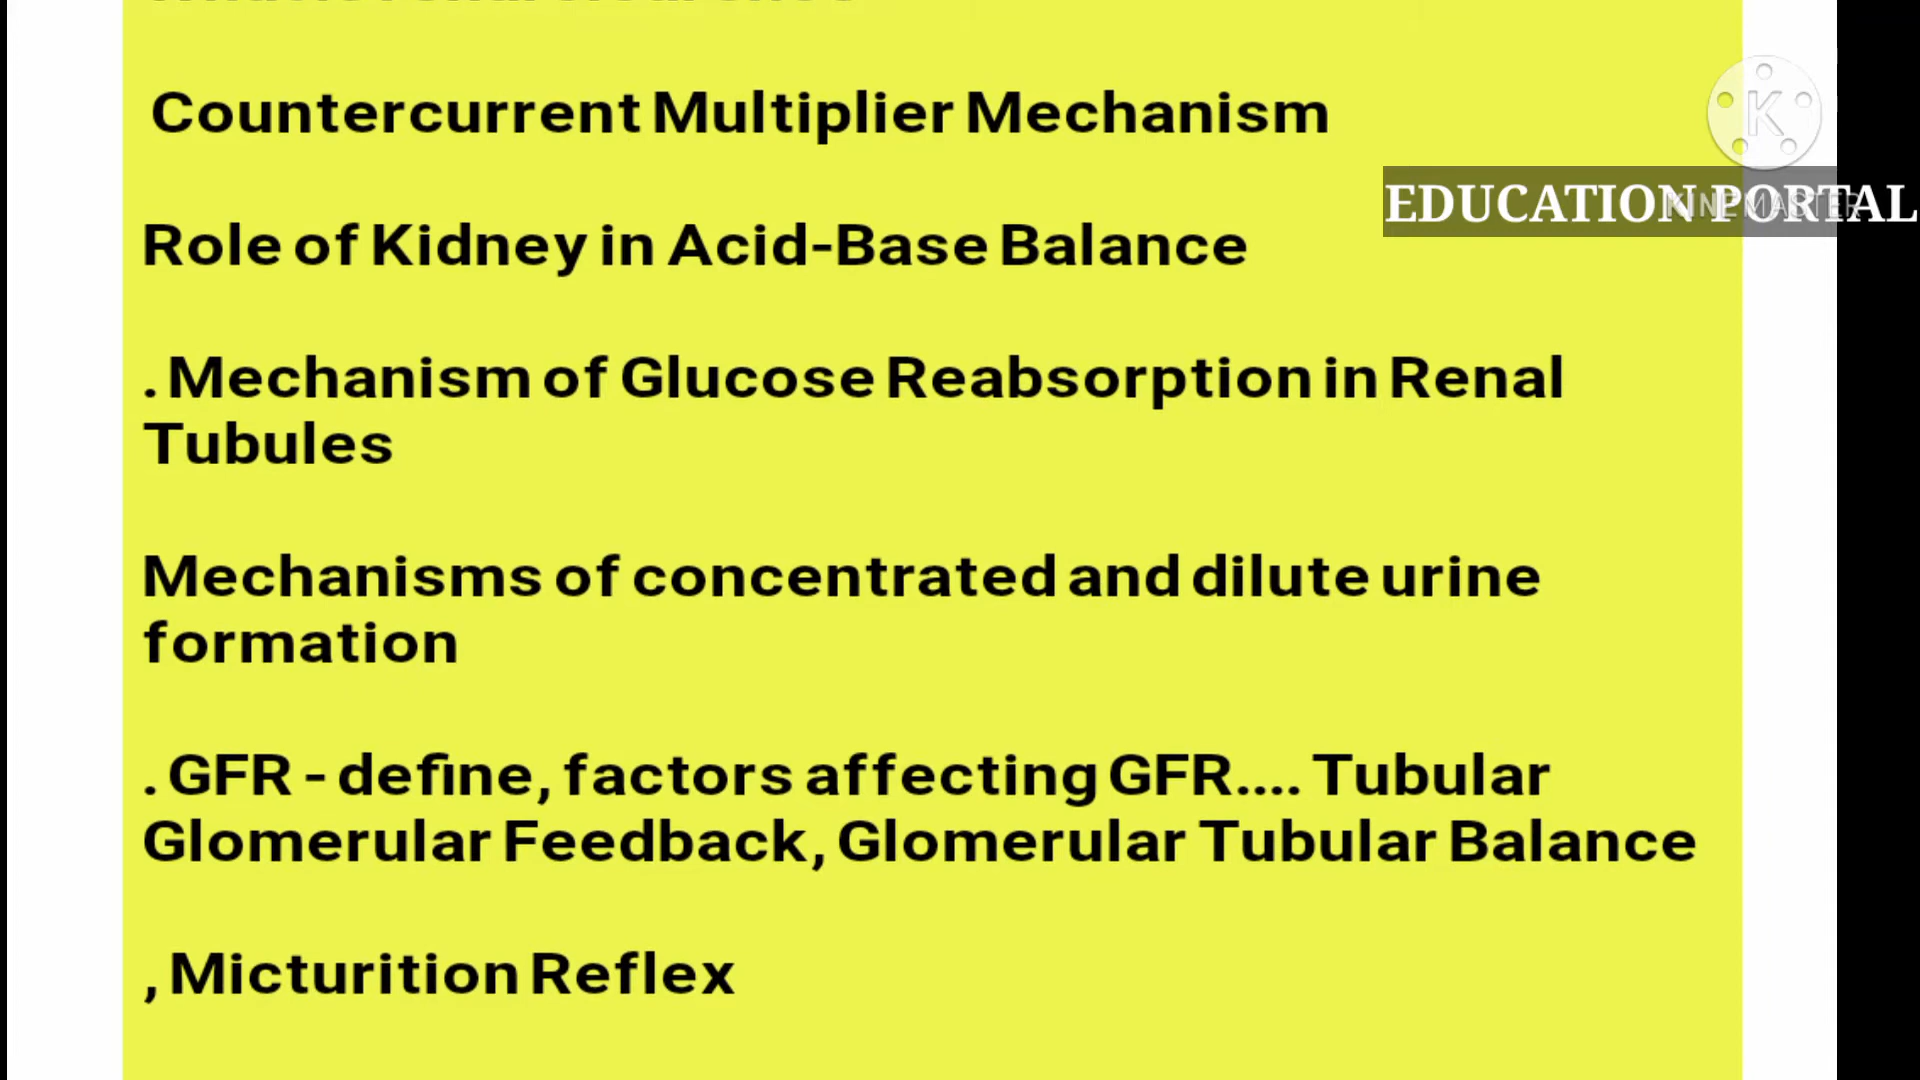 Countercurrent Multiplier Mechanism
K
EDUCATION PORTAL
KINEMASTER
Role of Kidney in Acid-Base Balance
. Mechanism of Glucose Reabsorption in Renal
Tubules
Mechanisms of concentrated and dilute urine
formation
. GFR - define, factors affecting GFR.... Tubular
Glomerular Feedback, Glomerular Tubular Balance
, Micturition Reflex